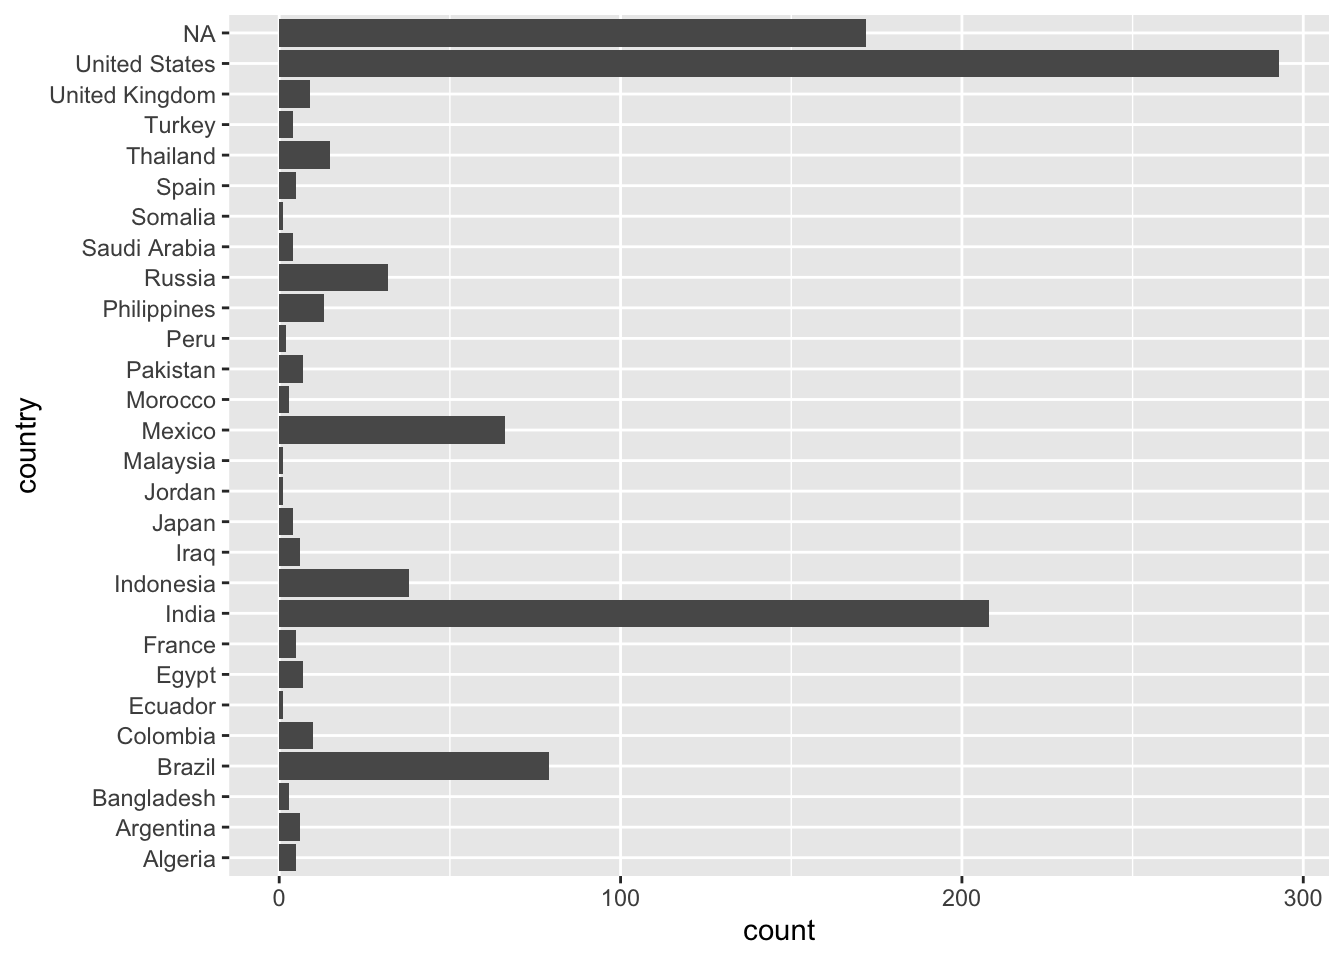 NA
United States
United Kingdom
Turkey
Thailand
Spain
Somalia
Saudi Arabia
Russia
Philippines
Peru
Pakistan
Morocco
Mexico
Malaysia
Jordan
Japan
Iraq
Indonesia
India
France
Egypt
Ecuador
Colombia
Brazil
Bangladesh
Argentina
Algeria
country
0 100 200 300
count